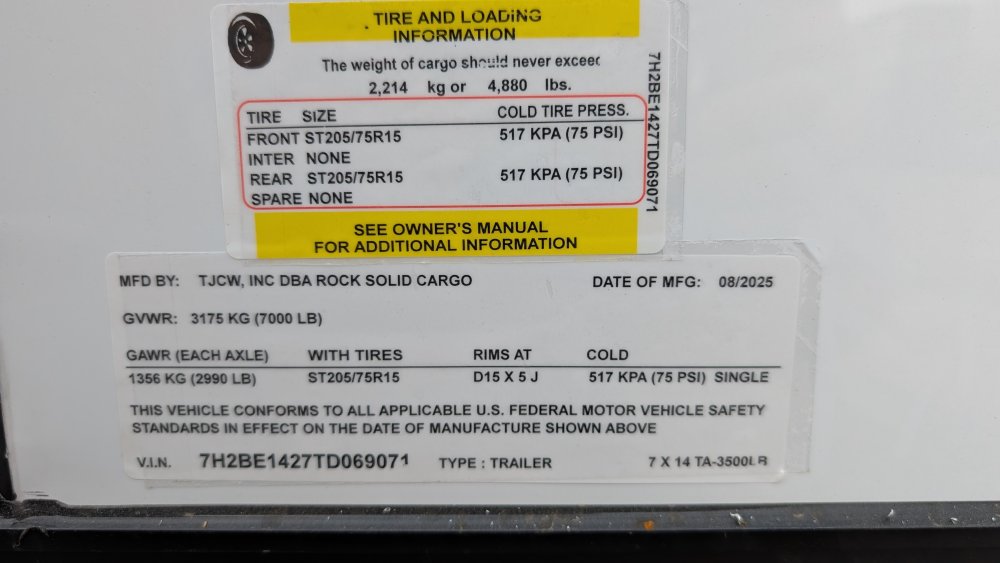 TIRE AND LOADING
INFORMATION
The weight of cargo should never exceed
2,214 kg or 4,880 lbs.
TIRE SIZE COLD TIRE PRESS.
FRONT ST205/75R15 517 KPA (75 PSI)
INTER NONE
REAR ST205/75R15 517 KPA (75 PSI)
SPARE NONE
SEE OWNER'S MANUAL
FOR ADDITIONAL INFORMATION
7H2BE1427TD069071
MFD BY: TJCW, INC DBA ROCK SOLID CARGO DATE OF MFG: 08/2025
GVWR: 3175 KG (7000 LB)
GAWR (EACH AXLE) WITH TIRES RIMS AT COLD
1356 KG (2990 LB) ST205/75R15 D15 X 5 J 517 KPA (75 PSI) SINGLE
THIS VEHICLE CONFORMS TO ALL APPLICABLE U.S. FEDERAL MOTOR VEHICLE SAFETY
STANDARDS IN EFFECT ON THE DATE OF MANUFACTURE SHOWN ABOVE
V.I.N. 7H2BE1427TD069071 TYPE : TRAILER 7 X 14 TA-3500LB